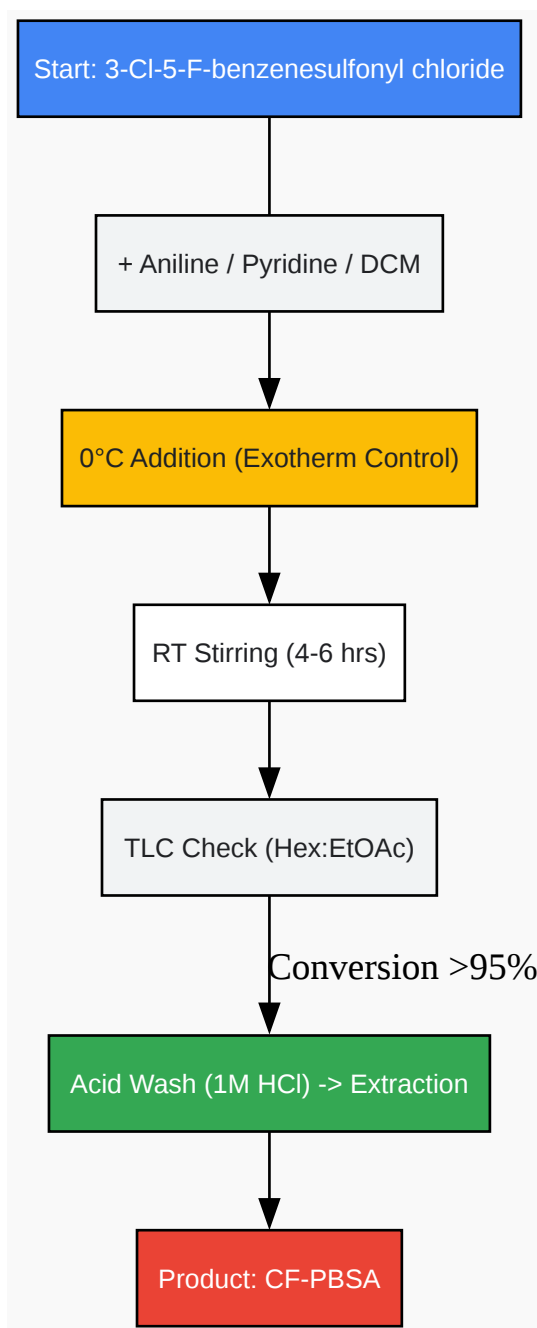 Start: 3-Cl-5-F-benzenesulfonyl chloride
+ Aniline / Pyridine / DCM
0°C Addition (Exotherm Control)
RT Stirring (4-6 hrs)
TLC Check (Hex:EtOAc)
Conversion >95%
Acid Wash (1M HCl) -> Extraction
Product: CF-PBSA